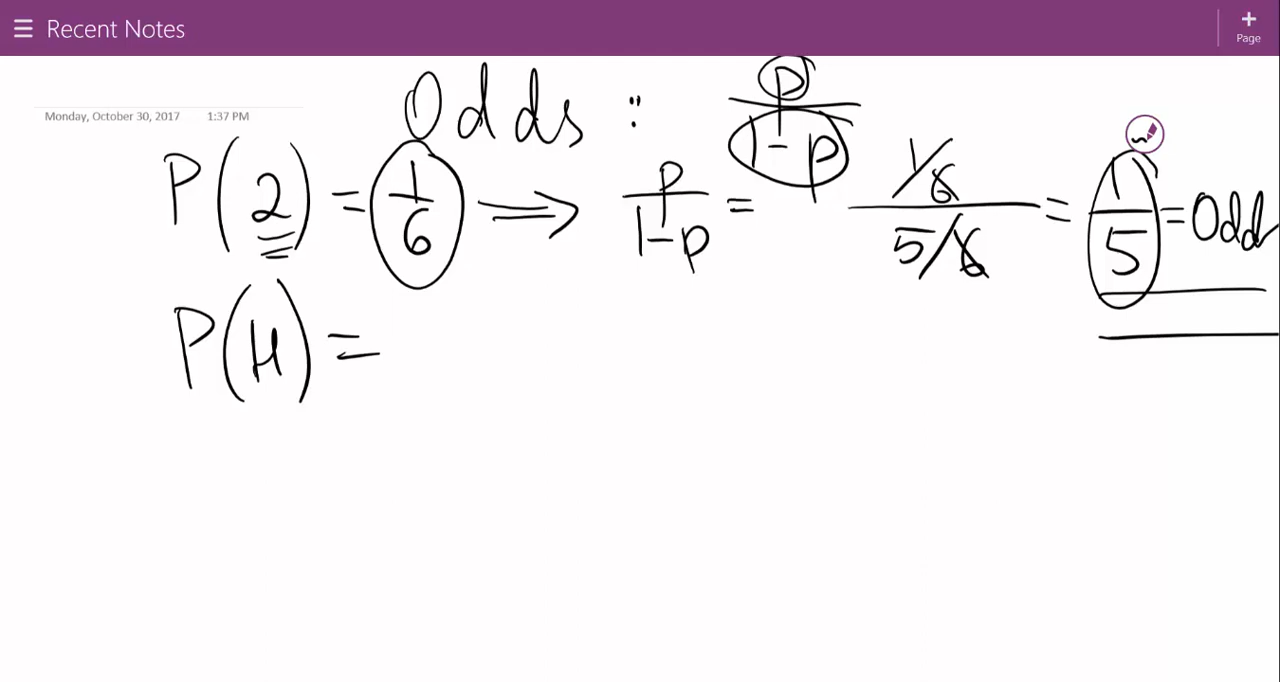 Recent Notes
Page
Monday, October 30, 2017 1:37 PM
Odds : p/1-p
P(2) = 1/6 ⟹ p/1-p = 1/6/5/6 = 1/5 = Odd
P(H) =